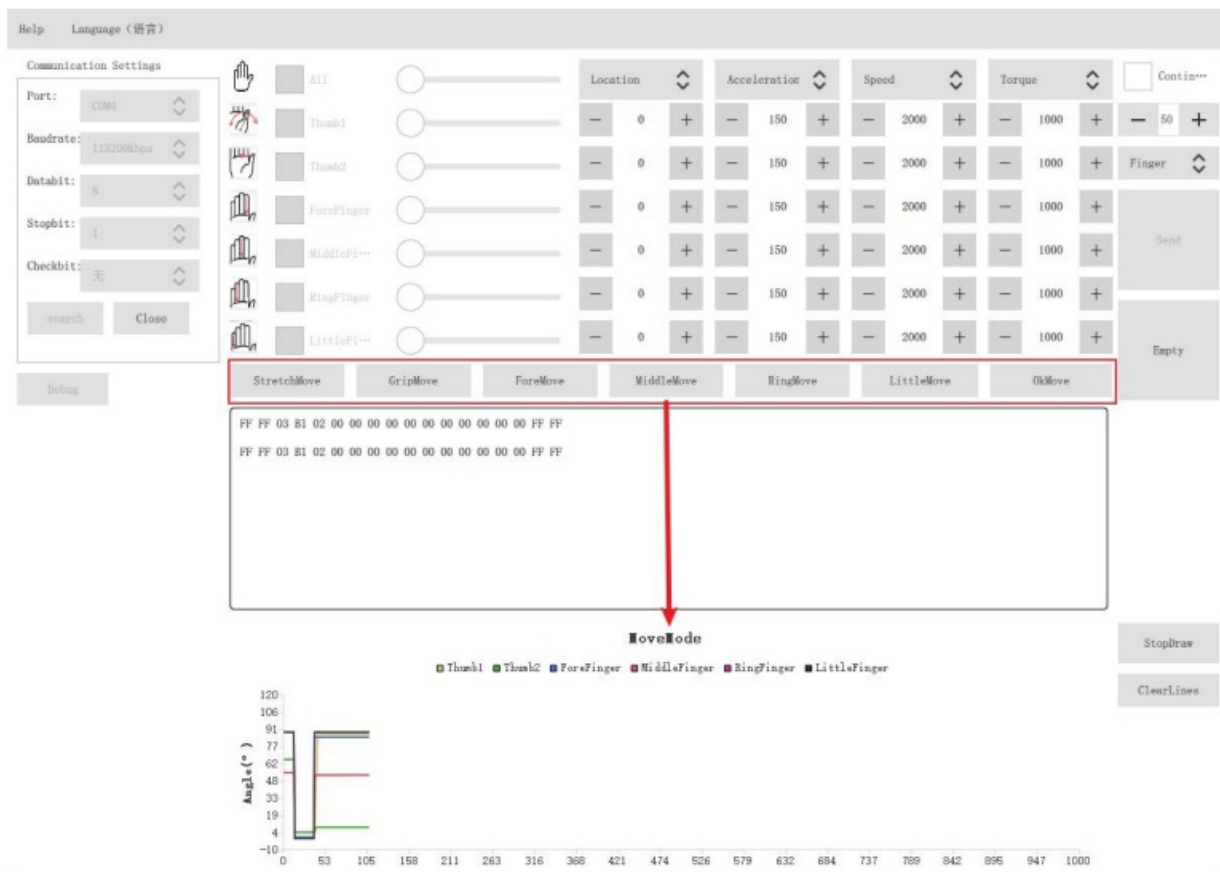 Help Language（语言）
Communication Settings
Port: COM4
Baudrate: 115200kbps
Databit: 8
Stopbit: 1
Checkbit: 无
search Close
Debug
All Location Acceleration Speed Torque Contin···
Thumb1 − 0 + − 150 + − 2000 + − 1000 + − 50 +
Thumb2 − 0 + − 150 + − 2000 + − 1000 + Finger
ForeFinger − 0 + − 150 + − 2000 + − 1000 +
Send
MiddleFi··· − 0 + − 150 + − 2000 + − 1000 +
RingFinger − 0 + − 150 + − 2000 + − 1000 +
LittleFi··· − 0 + − 150 + − 2000 + − 1000 +
Empty
StretchMove GripMove ForeMove MiddleMove RingMove LittleMove OkMove
FF FF 03 B1 02 00 00 00 00 00 00 00 00 00 00 00 FF FF
FF FF 03 B1 02 00 00 00 00 00 00 00 00 00 00 00 FF FF
MoveMode
StopDraw
Thumb1 Thumb2 ForeFinger MiddleFinger RingFinger LittleFinger
ClearLines
Angle(°)
120
106
91
77
62
48
33
19
4
-10
0 53 105 158 211 263 316 368 421 474 526 579 632 684 737 789 842 895 947 1000